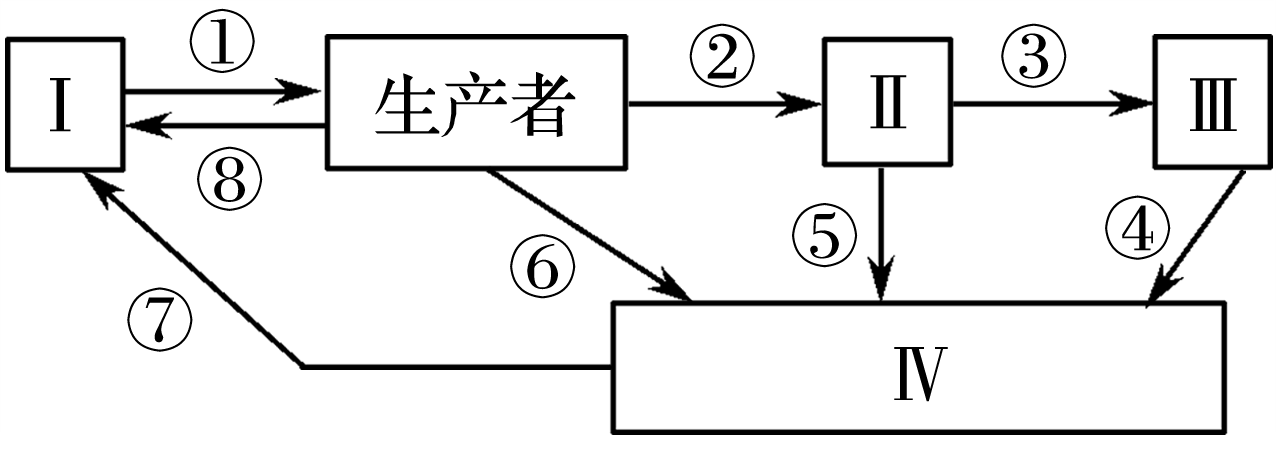 ① ② ③
Ⅰ 生产者 Ⅱ Ⅲ
⑧ ⑤ ④
⑥
⑦
Ⅳ